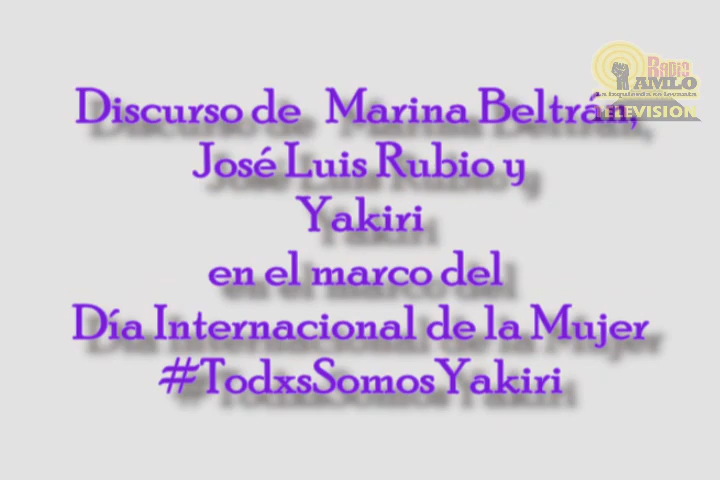 Radio
AMLO
TELEVISION
Discurso de Marina Beltrán,
José Luis Rubio y
Yakiri
en el marco del
Día Internacional de la Mujer
#TodxsSomosYakiri